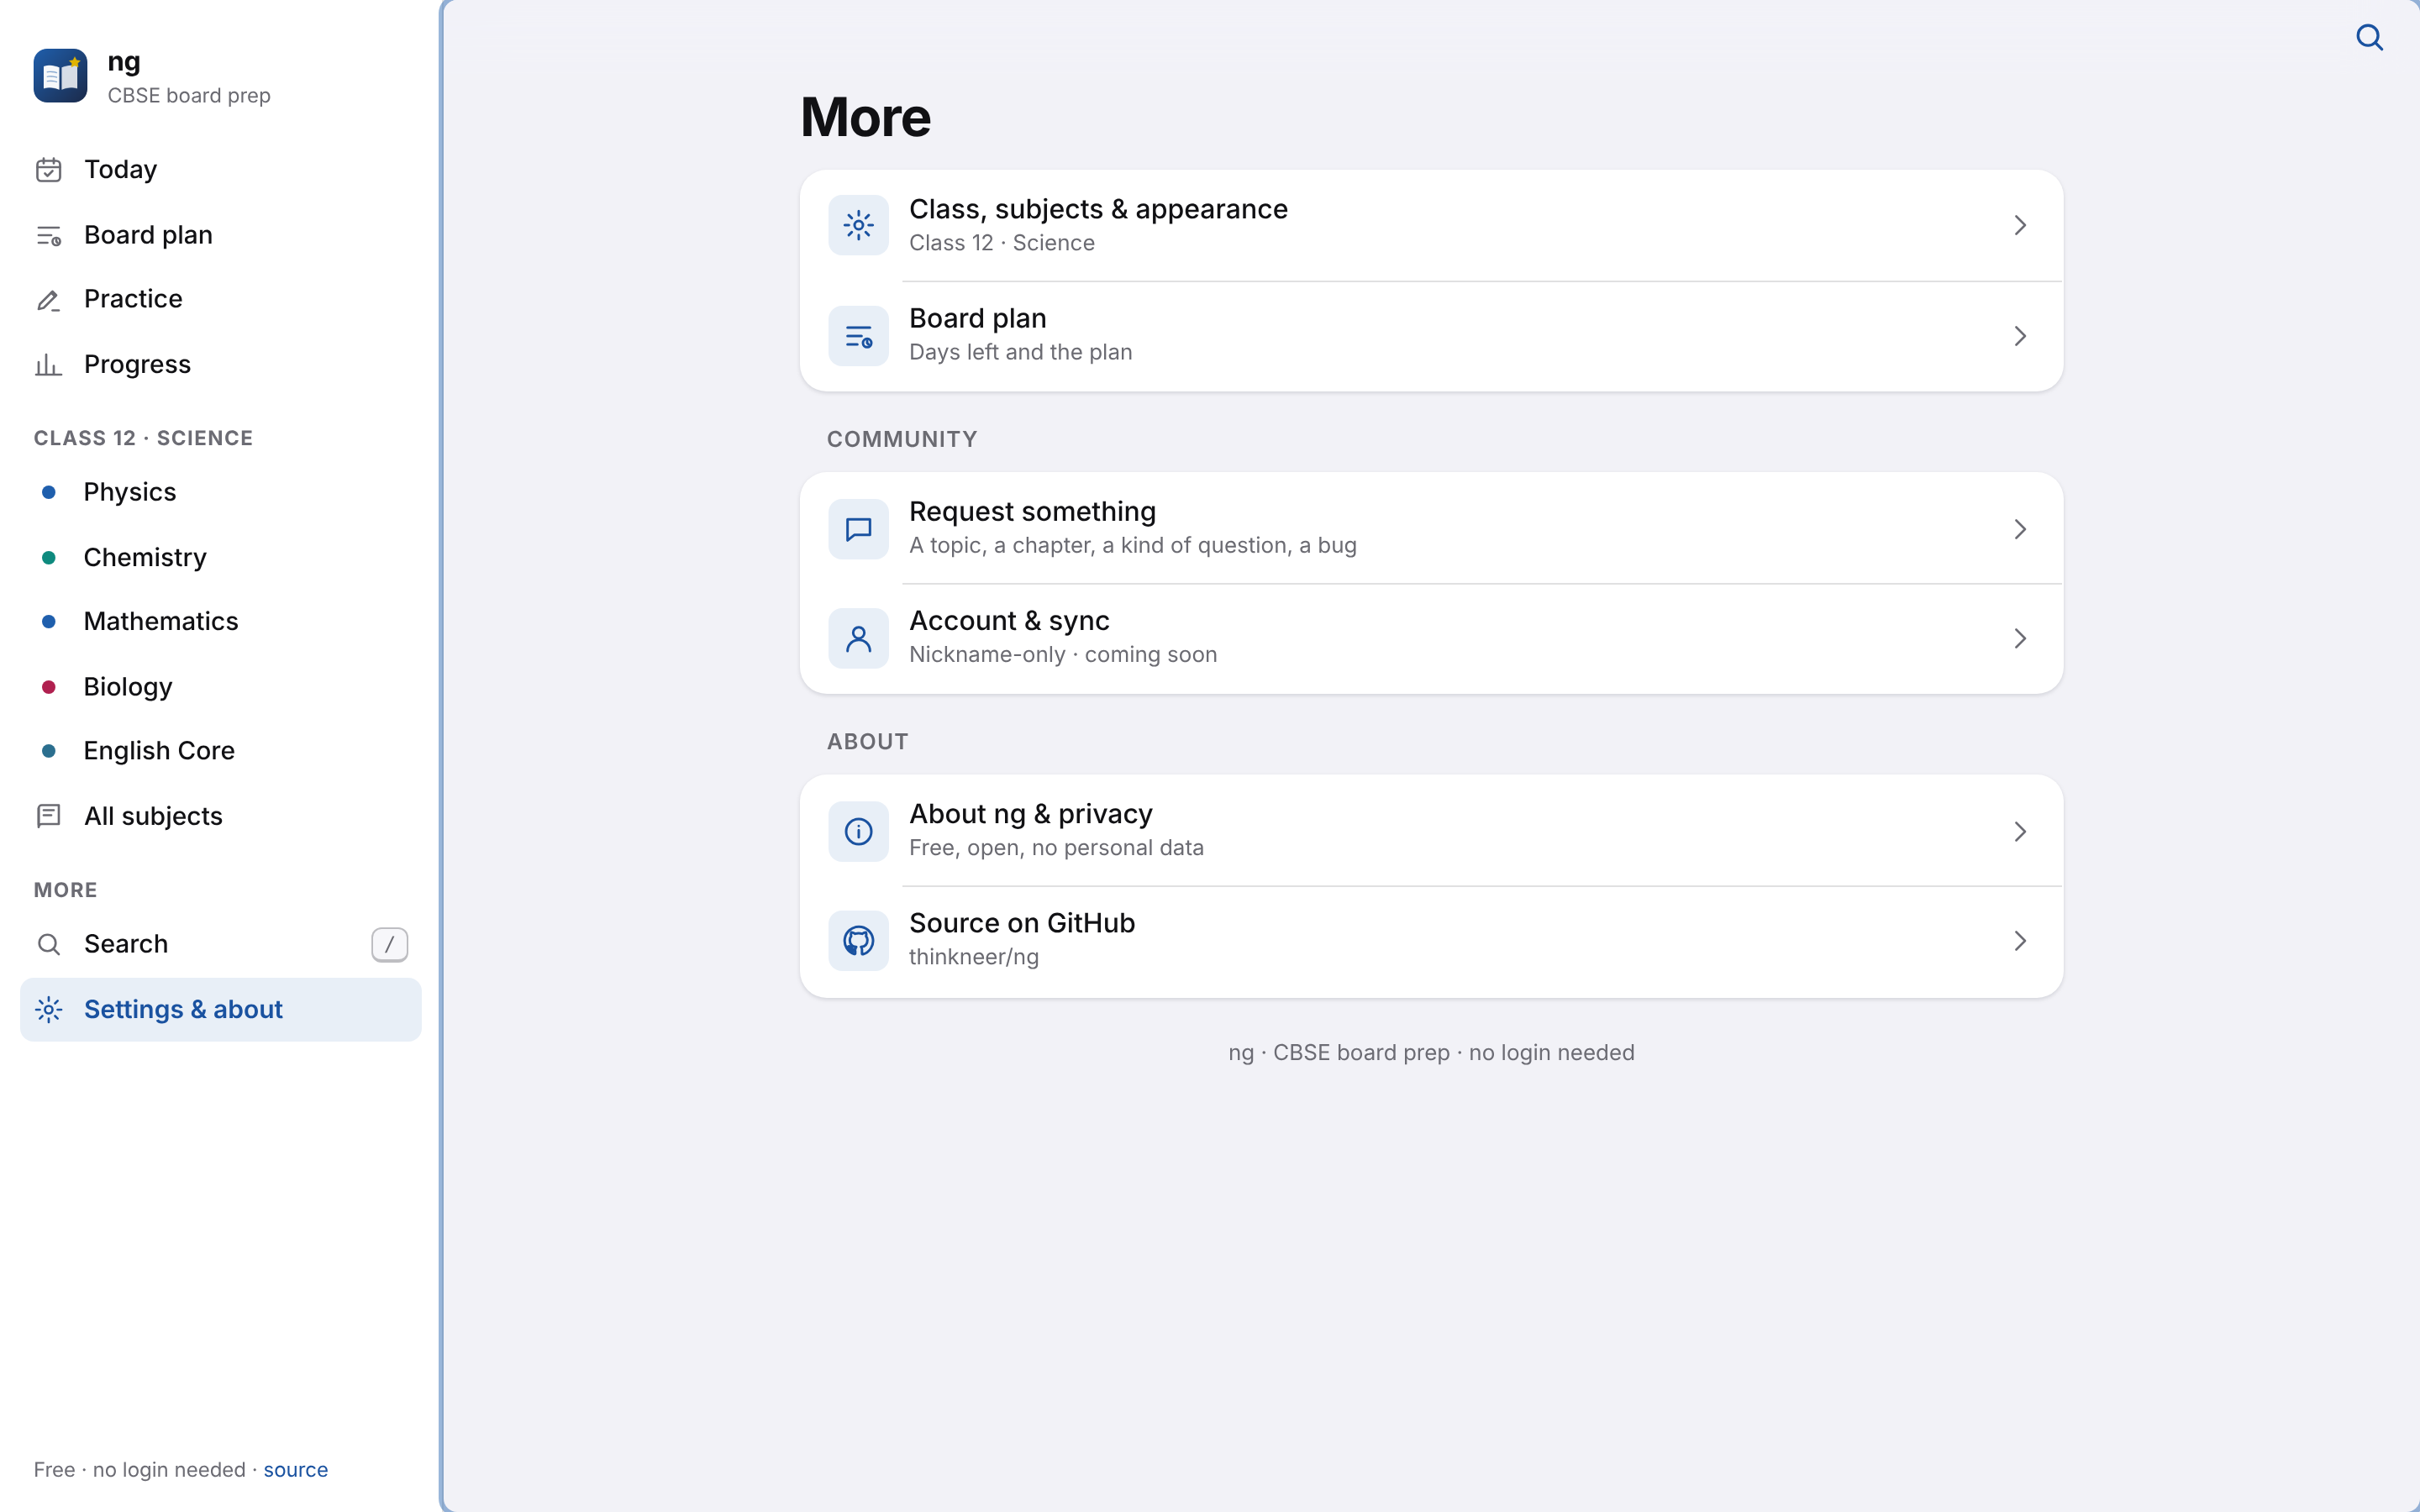 ng
CBSE board prep
Today
Board plan
Practice
Progress
CLASS 12 · SCIENCE
Physics
Chemistry
Mathematics
Biology
English Core
All subjects
MORE
Search /
Settings & about
Free · no login needed · source
More
Class, subjects & appearance
Class 12 · Science
Board plan
Days left and the plan
COMMUNITY
Request something
A topic, a chapter, a kind of question, a bug
Account & sync
Nickname-only · coming soon
ABOUT
About ng & privacy
Free, open, no personal data
Source on GitHub
thinkneer/ng
ng · CBSE board prep · no login needed